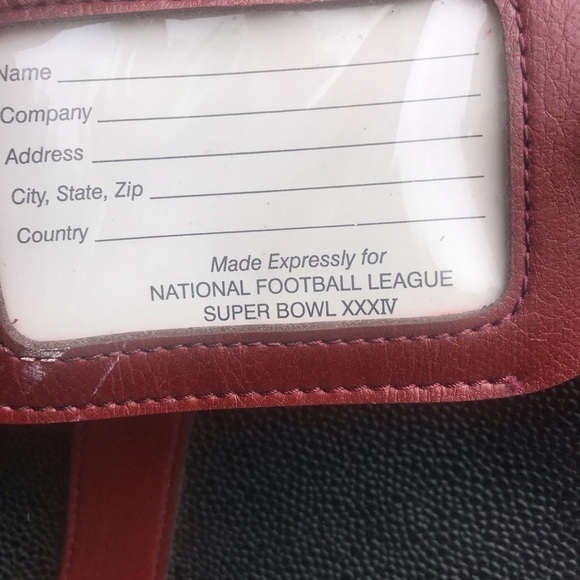 Name
Company
Address
City, State, Zip
Country
Made Expressly for
NATIONAL FOOTBALL LEAGUE
SUPER BOWL XXXIV